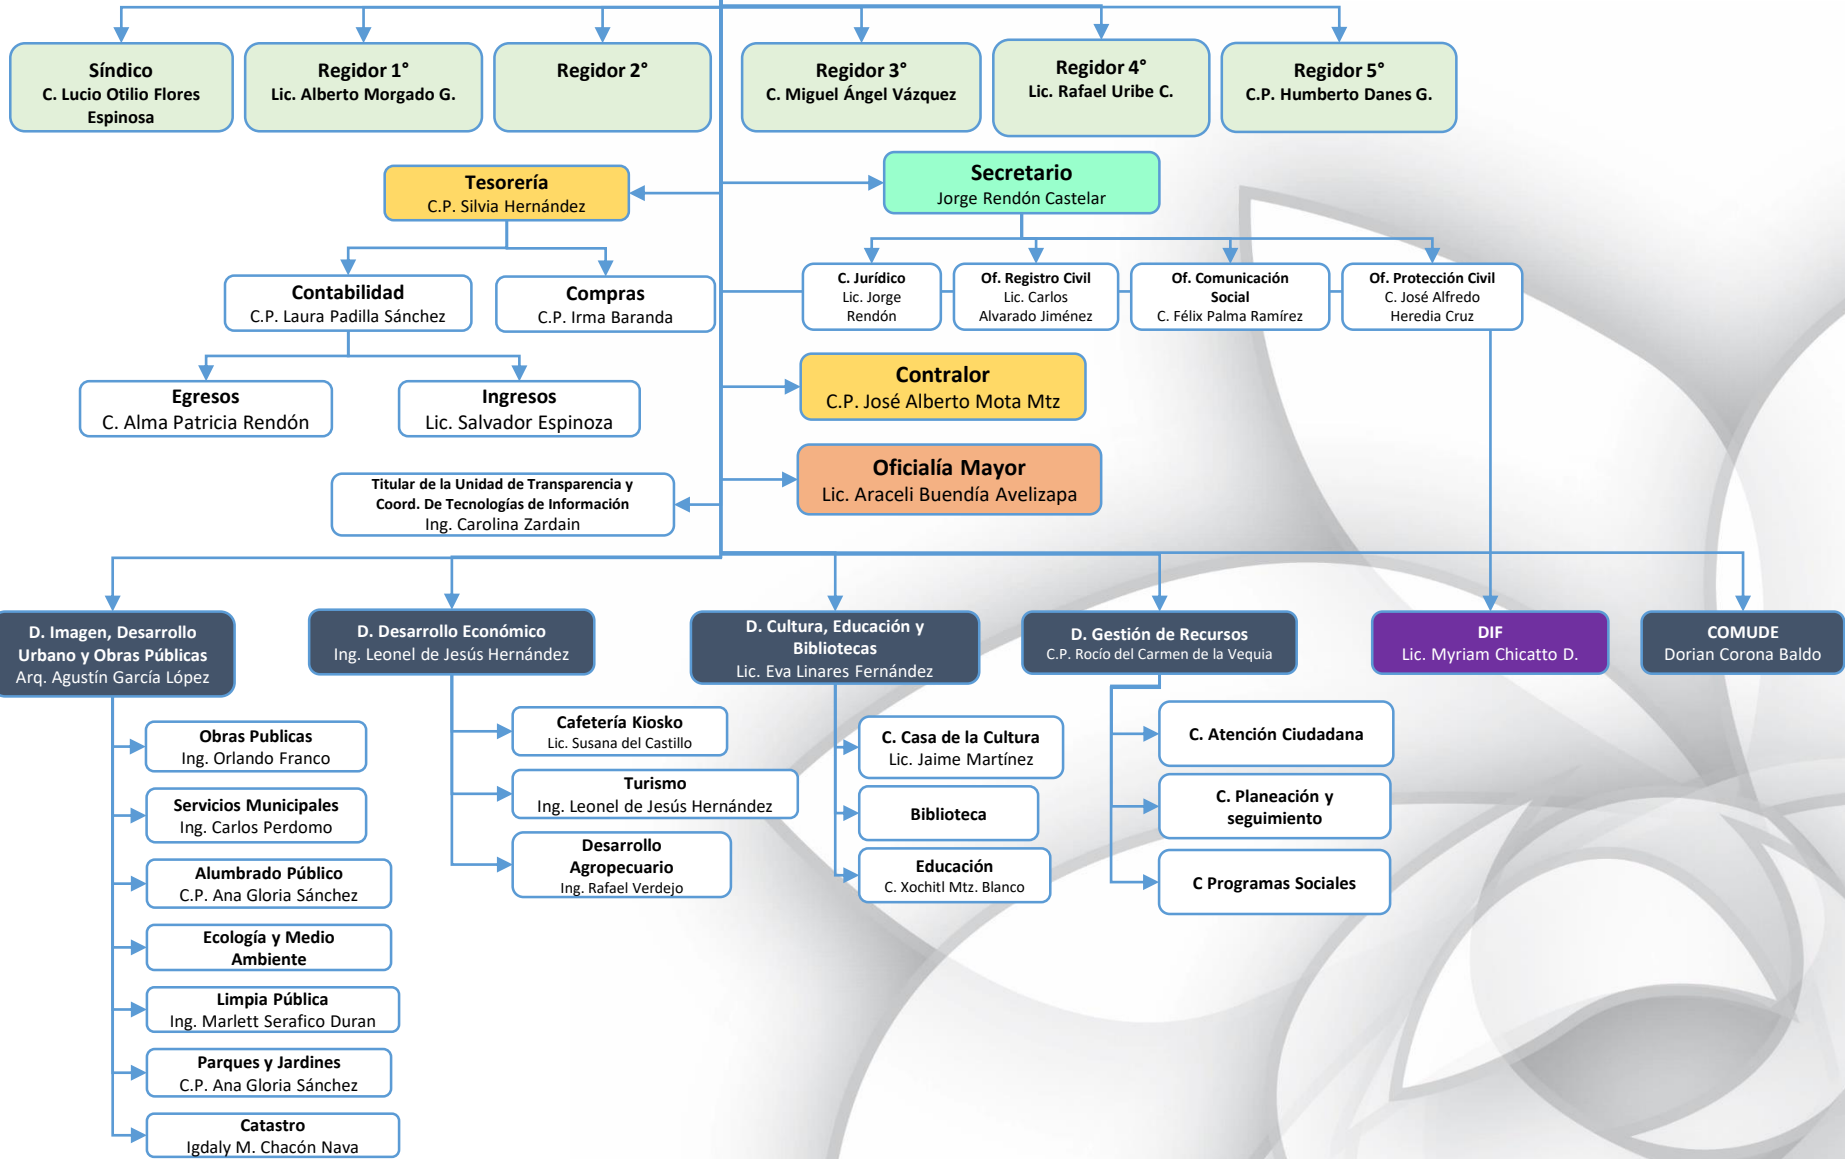 Síndico
C. Lucio Otilio Flores
Espinosa
Regidor 1°
Lic. Alberto Morgado G.
Regidor 2°
Regidor 3°
C. Miguel Ángel Vázquez
Regidor 4°
Lic. Rafael Uribe C.
Regidor 5°
C.P. Humberto Danes G.
Tesorería
C.P. Silvia Hernández
Secretario
Jorge Rendón Castelar
Contabilidad
C.P. Laura Padilla Sánchez
Compras
C.P. Irma Baranda
C. Jurídico
Lic. Jorge
Rendón
Of. Registro Civil
Lic. Carlos
Alvarado Jiménez
Of. Comunicación
Social
C. Félix Palma Ramírez
Of. Protección Civil
C. José Alfredo
Heredia Cruz
Egresos
C. Alma Patricia Rendón
Ingresos
Lic. Salvador Espinoza
Contralor
C.P. José Alberto Mota Mtz
Oficialía Mayor
Lic. Araceli Buendía Avelizapa
Titular de la Unidad de Transparencia y
Coord. De Tecnologías de Información
Ing. Carolina Zardain
D. Imagen, Desarrollo
Urbano y Obras Públicas
Arq. Agustín García López
D. Desarrollo Económico
Ing. Leonel de Jesús Hernández
D. Cultura, Educación y
Bibliotecas
Lic. Eva Linares Fernández
D. Gestión de Recursos
C.P. Rocío del Carmen de la Vequia
DIF
Lic. Myriam Chicatto D.
COMUDE
Dorian Corona Baldo
Obras Publicas
Ing. Orlando Franco
Servicios Municipales
Ing. Carlos Perdomo
Alumbrado Público
C.P. Ana Gloria Sánchez
Ecología y Medio
Ambiente
Limpia Pública
Ing. Marlett Serafico Duran
Parques y Jardines
C.P. Ana Gloria Sánchez
Catastro
Igdaly M. Chacón Nava
Cafetería Kiosko
Lic. Susana del Castillo
Turismo
Ing. Leonel de Jesús Hernández
Desarrollo
Agropecuario
Ing. Rafael Verdejo
C. Casa de la Cultura
Lic. Jaime Martínez
Biblioteca
Educación
C. Xochitl Mtz. Blanco
C. Atención Ciudadana
C. Planeación y
seguimiento
C Programas Sociales